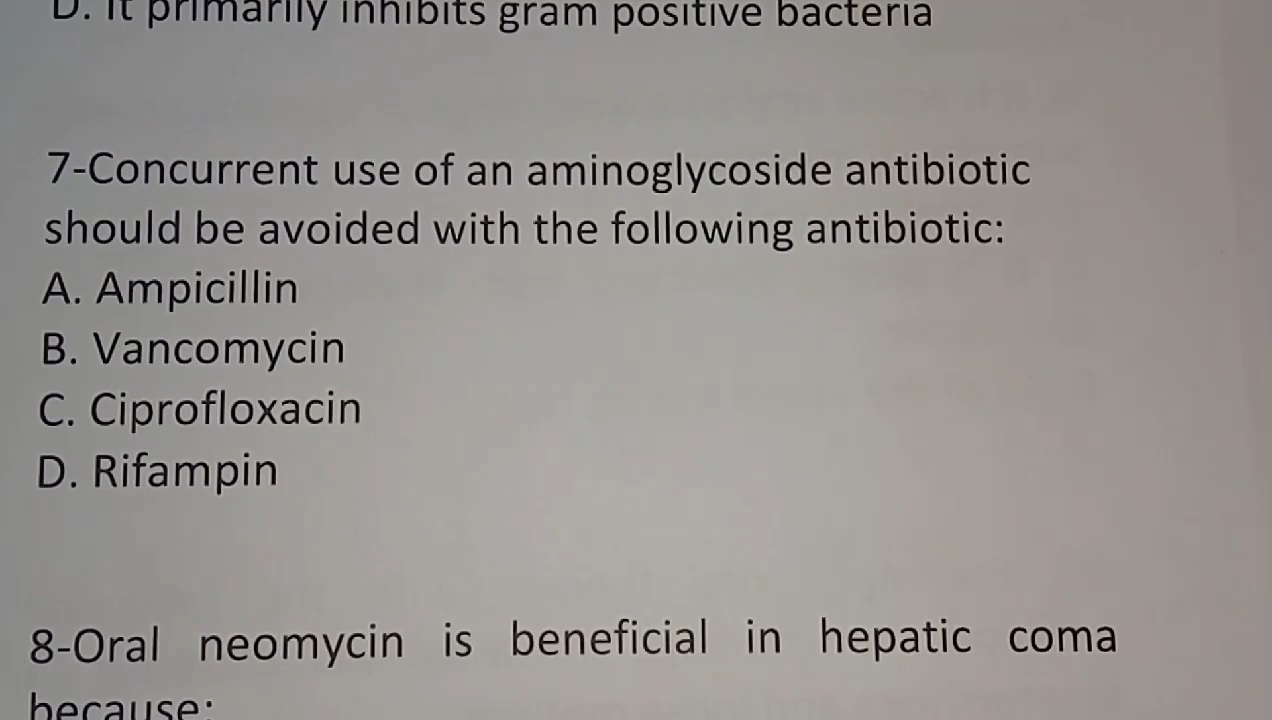 D. It primarily inhibits gram positive bacteria
7-Concurrent use of an aminoglycoside antibiotic
should be avoided with the following antibiotic:
A. Ampicillin
B. Vancomycin
C. Ciprofloxacin
D. Rifampin
8-Oral neomycin is beneficial in hepatic coma
because: